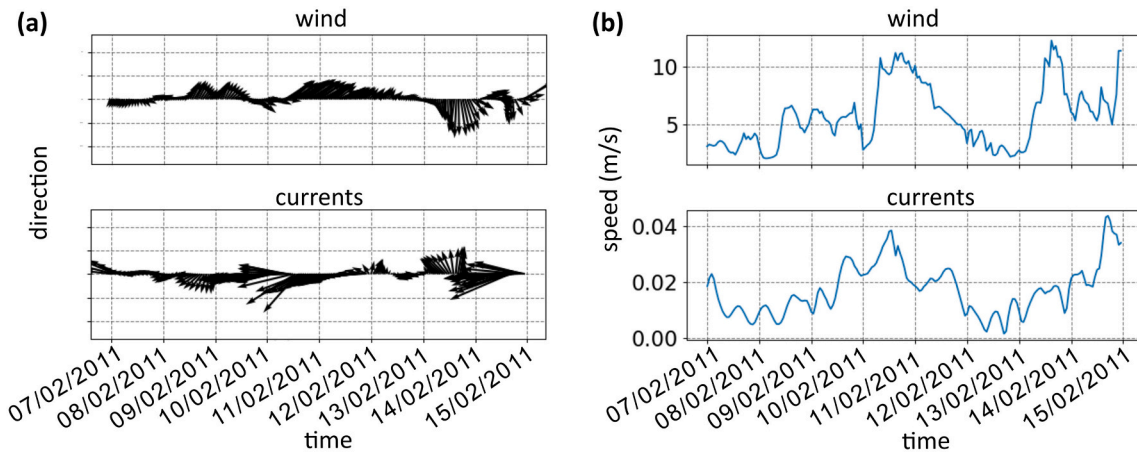 (a)
wind
direction
currents
07/02/2011
08/02/2011
09/02/2011
10/02/2011
11/02/2011
12/02/2011
13/02/2011
14/02/2011
15/02/2011
time
(b)
wind
10
5
speed (m/s)
currents
0.04
0.02
0.00
07/02/2011
08/02/2011
09/02/2011
10/02/2011
11/02/2011
12/02/2011
13/02/2011
14/02/2011
15/02/2011
time